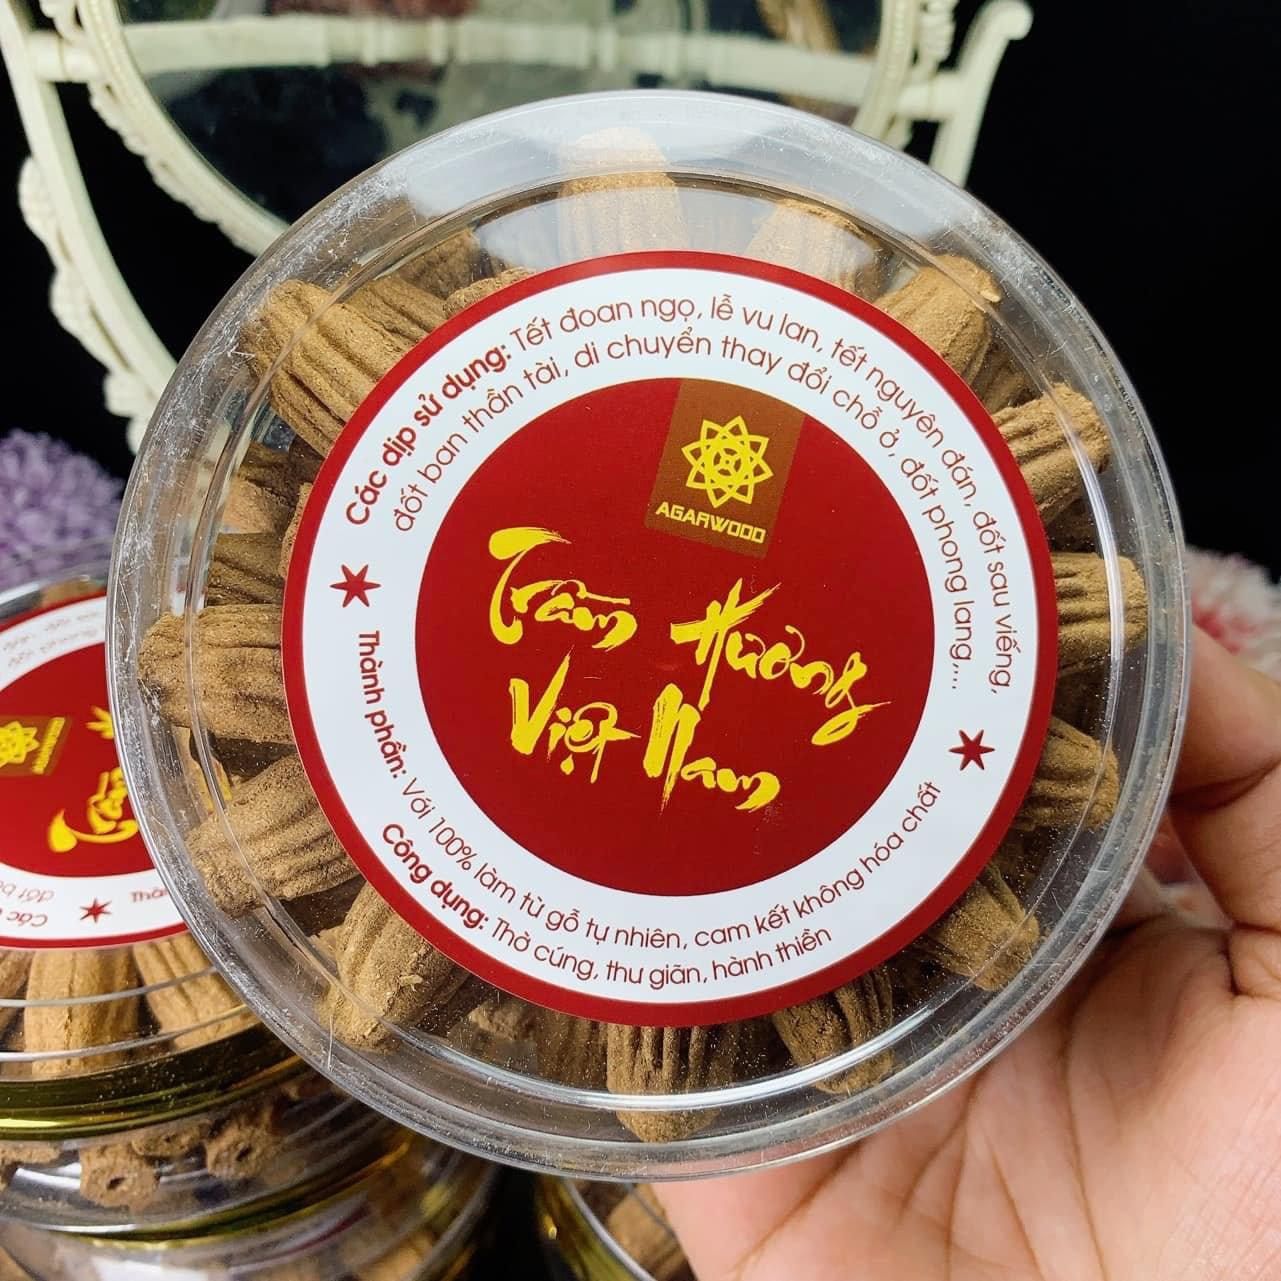 Các dịp sử dụng: Tết đoan ngọ, lễ vu lan, tết nguyên đán, đốt sau viếng,
đốt ban thần tài, di chuyển thay đổi chỗ ở, đốt phong lang,...
AGARWOOD
Trầm Hương
Việt Nam
Thành phần: Với 100% làm từ gỗ tự nhiên, cam kết không hóa chất
Công dụng: Thờ cúng, thư giãn, hành thiền
AGARWOOD